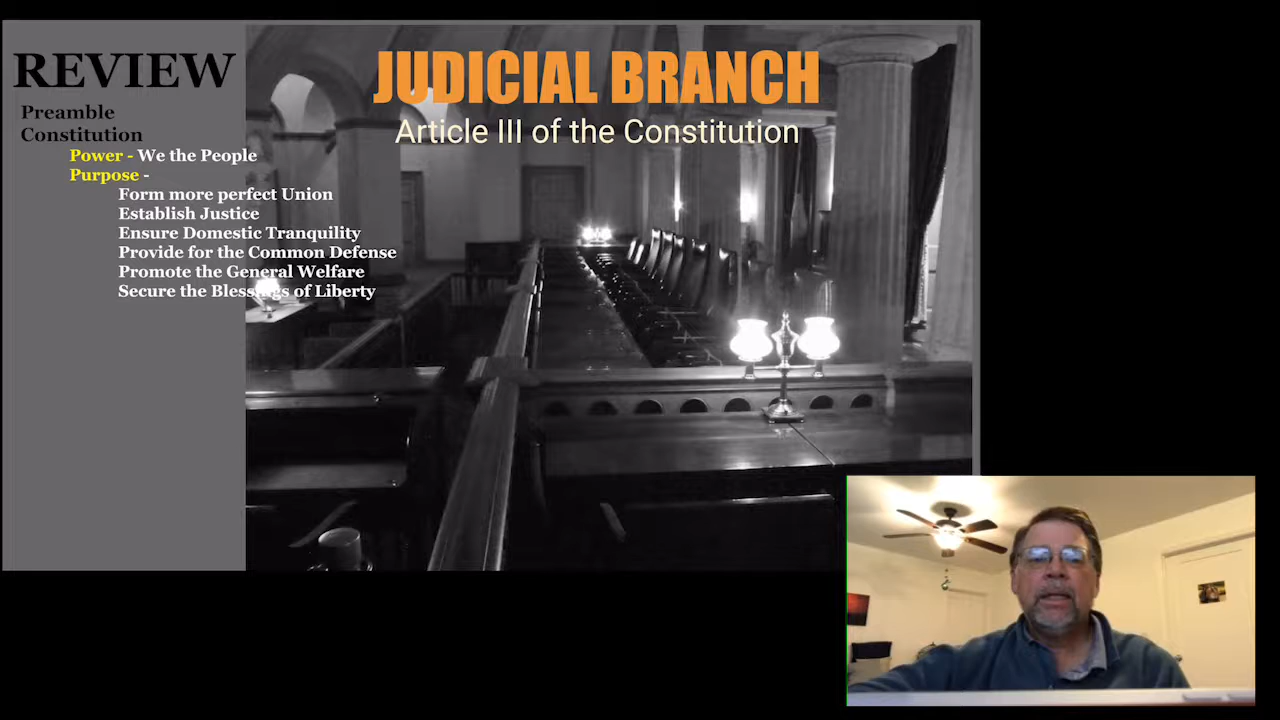 REVIEW
Preamble
Constitution
Power - We the People
Purpose -
Form more perfect Union
Establish Justice
Ensure Domestic Tranquility
Provide for the Common Defense
Promote the General Welfare
Secure the Blessings of Liberty
JUDICIAL BRANCH
Article III of the Constitution